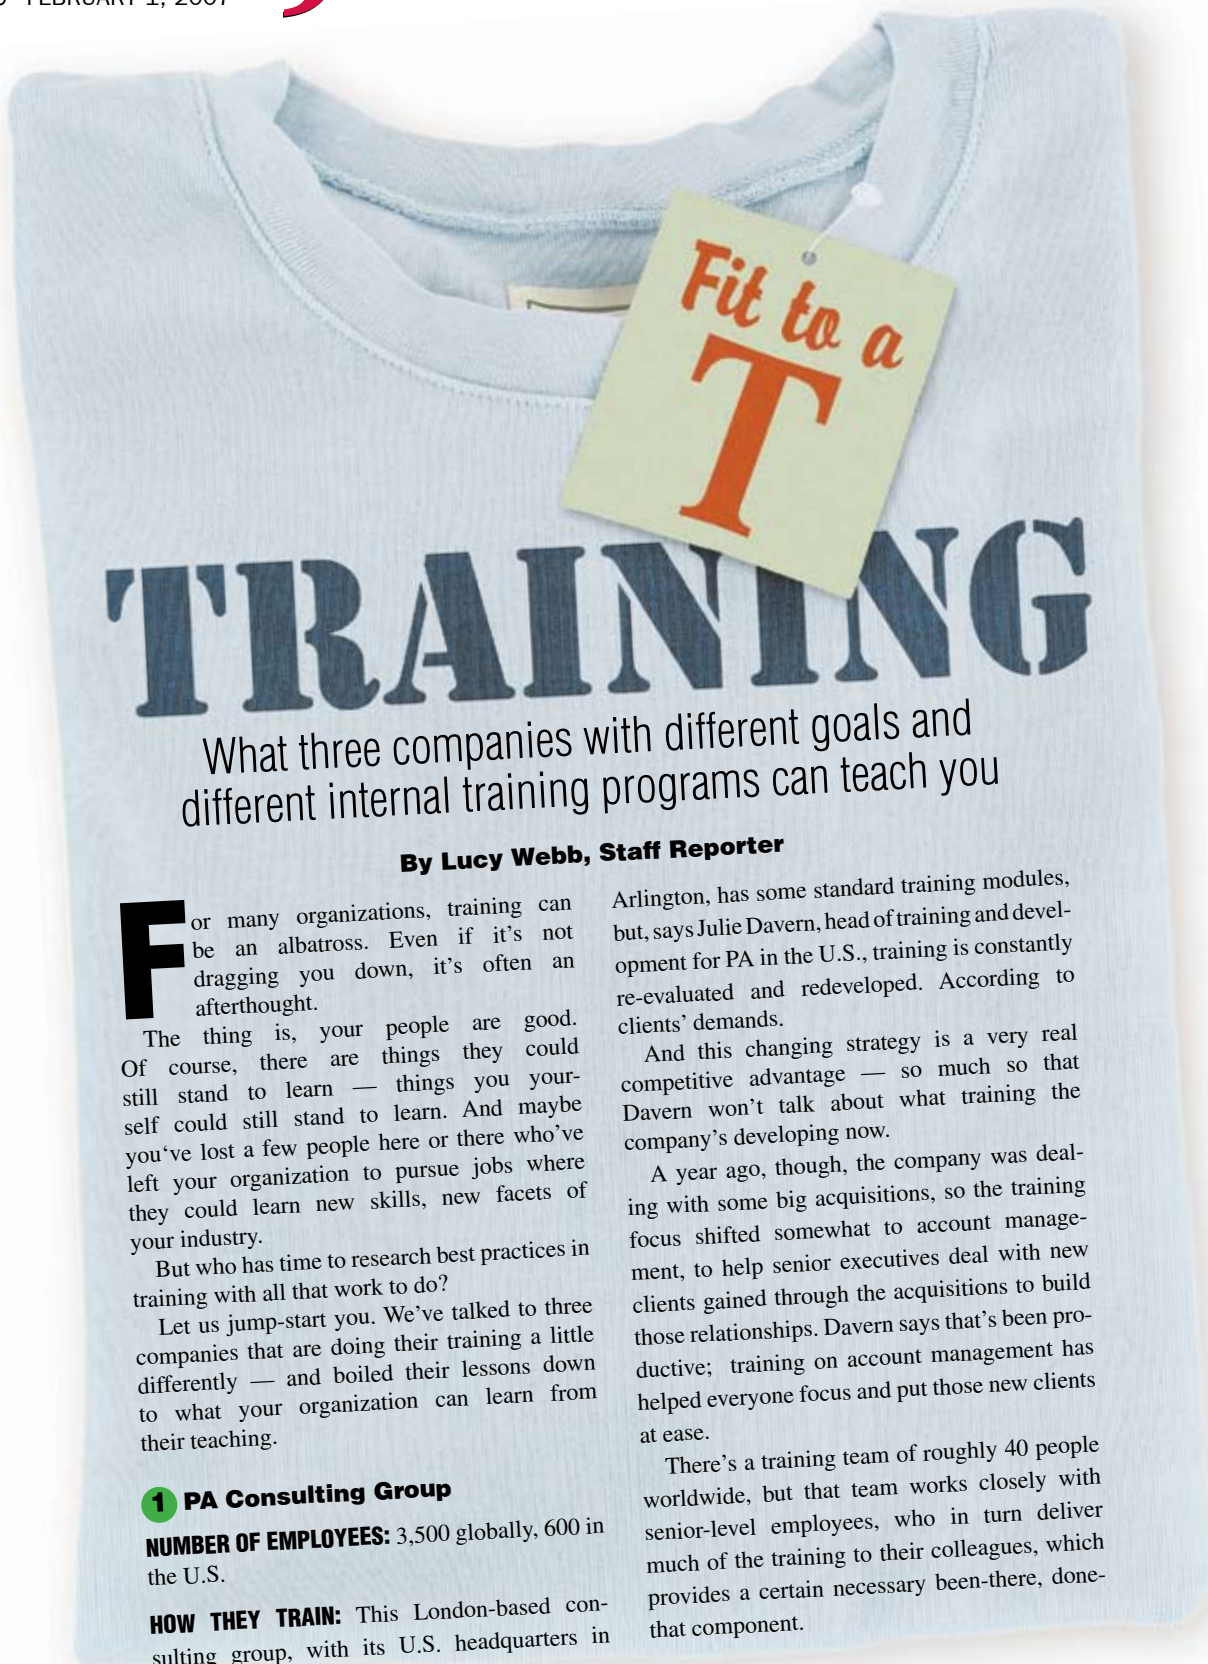 FEBRUARY 1, 2007
Fit to a
T
TRAINING
What three companies with different goals and
different internal training programs can teach you
By Lucy Webb, Staff Reporter
For many organizations, training can
be an albatross. Even if it's not
dragging you down, it's often an
afterthought.
The thing is, your people are good.
Of course, there are things they could
still stand to learn — things you your-
self could still stand to learn. And maybe
you‘ve lost a few people here or there who've
left your organization to pursue jobs where
they could learn new skills, new facets of
your industry.
But who has time to research best practices in
training with all that work to do?
Let us jump-start you. We've talked to three
companies that are doing their training a little
differently — and boiled their lessons down
to what your organization can learn from
their teaching.
1 PA Consulting Group
NUMBER OF EMPLOYEES: 3,500 globally, 600 in
the U.S.
HOW THEY TRAIN: This London-based con-
sulting group, with its U.S. headquarters in
Arlington, has some standard training modules,
but, says Julie Davern, head of training and devel-
opment for PA in the U.S., training is constantly
re-evaluated and redeveloped. According to
clients' demands.
And this changing strategy is a very real
competitive advantage — so much so that
Davern won't talk about what training the
company's developing now.
A year ago, though, the company was deal-
ing with some big acquisitions, so the training
focus shifted somewhat to account manage-
ment, to help senior executives deal with new
clients gained through the acquisitions to build
those relationships. Davern says that's been pro-
ductive; training on account management has
helped everyone focus and put those new clients
at ease.
There's a training team of roughly 40 people
worldwide, but that team works closely with
senior-level employees, who in turn deliver
much of the training to their colleagues, which
provides a certain necessary been-there, done-
that component.